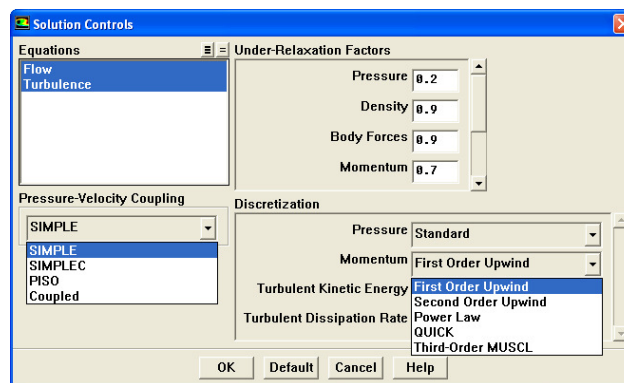 Solution Controls
Equations
Flow
Turbulence
Under-Relaxation Factors
Pressure 0.2
Density 0.9
Body Forces 0.9
Momentum 0.7
Pressure-Velocity Coupling
SIMPLE
SIMPLE
SIMPLEC
PISO
Coupled
Discretization
Pressure Standard
Momentum First Order Upwind
Turbulent Kinetic Energy
Turbulent Dissipation Rate
First Order Upwind
Second Order Upwind
Power Law
QUICK
Third-Order MUSCL
OK Default Cancel Help